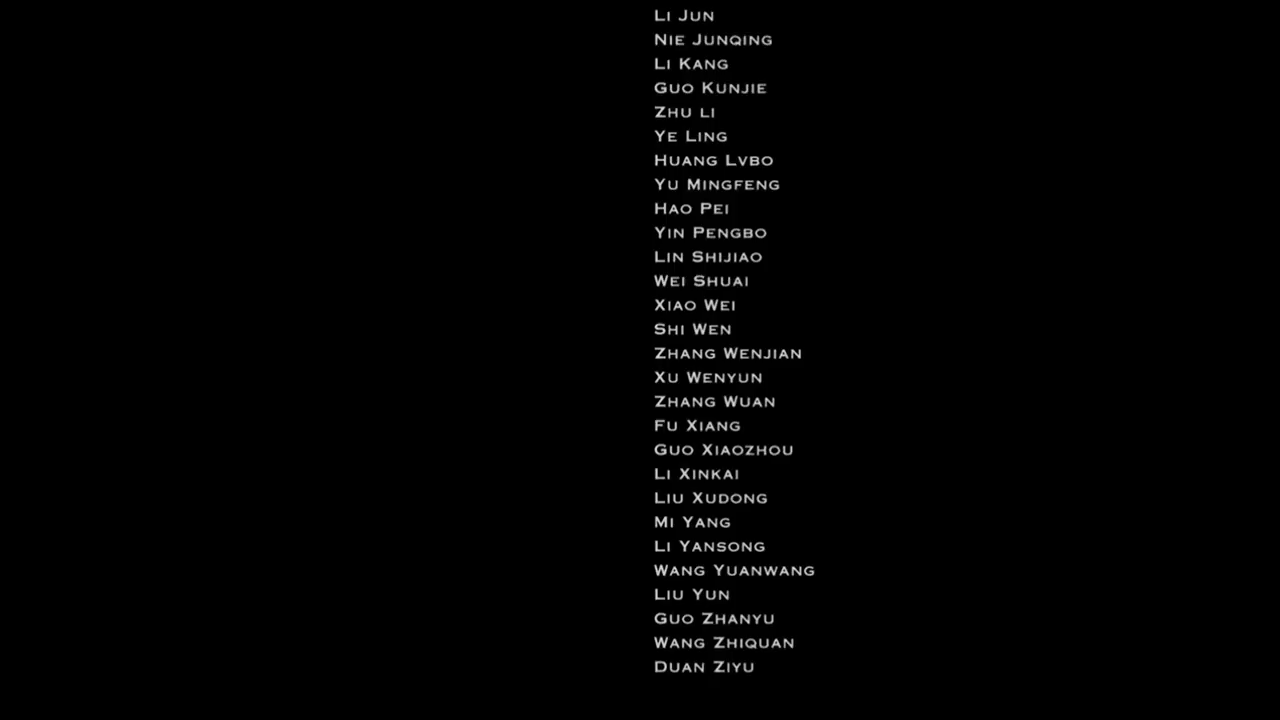 Li Jun
Nie Junqing
Li Kang
Guo Kunjie
Zhu li
Ye Ling
Huang Lvbo
Yu Mingfeng
Hao Pei
Yin Pengbo
Lin Shijiao
Wei Shuai
Xiao Wei
Shi Wen
Zhang Wenjian
Xu Wenyun
Zhang Wuan
Fu Xiang
Guo Xiaozhou
Li Xinkai
Liu Xudong
Mi Yang
Li Yansong
Wang Yuanwang
Liu Yun
Guo Zhanyu
Wang Zhiquan
Duan Ziyu